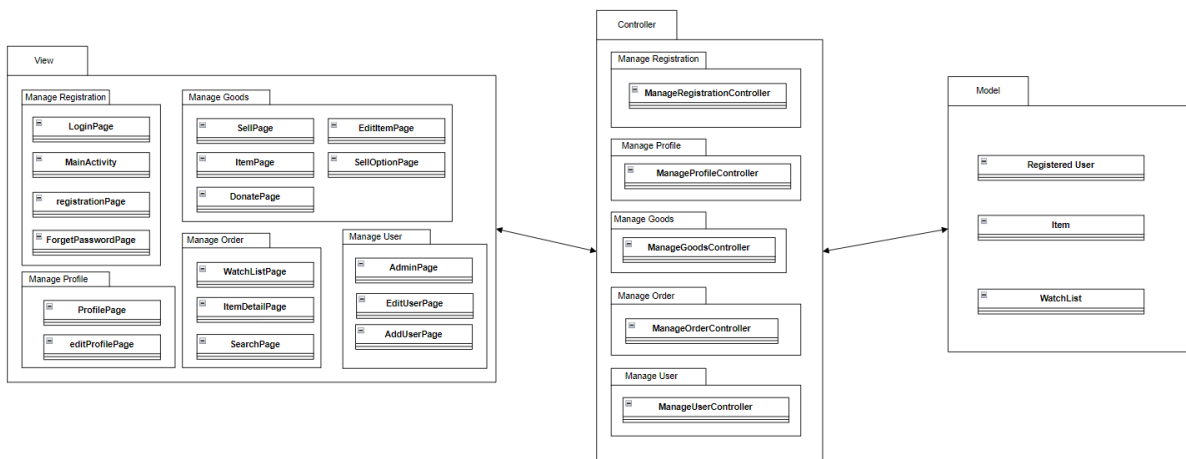 View
Manage Registration
LoginPage
MainActivity
registrationPage
ForgetPasswordPage
Manage Profile
ProfilePage
editProfilePage
Manage Goods
SellPage
EditItemPage
ItemPage
SellOptionPage
DonatePage
Manage Order
WatchListPage
ItemDetailPage
SearchPage
Manage User
AdminPage
EditUserPage
AddUserPage
Controller
Manage Registration
ManageRegistrationController
Manage Profile
ManageProfileController
Manage Goods
ManageGoodsController
Manage Order
ManageOrderController
Manage User
ManageUserController
Model
Registered User
Item
WatchList